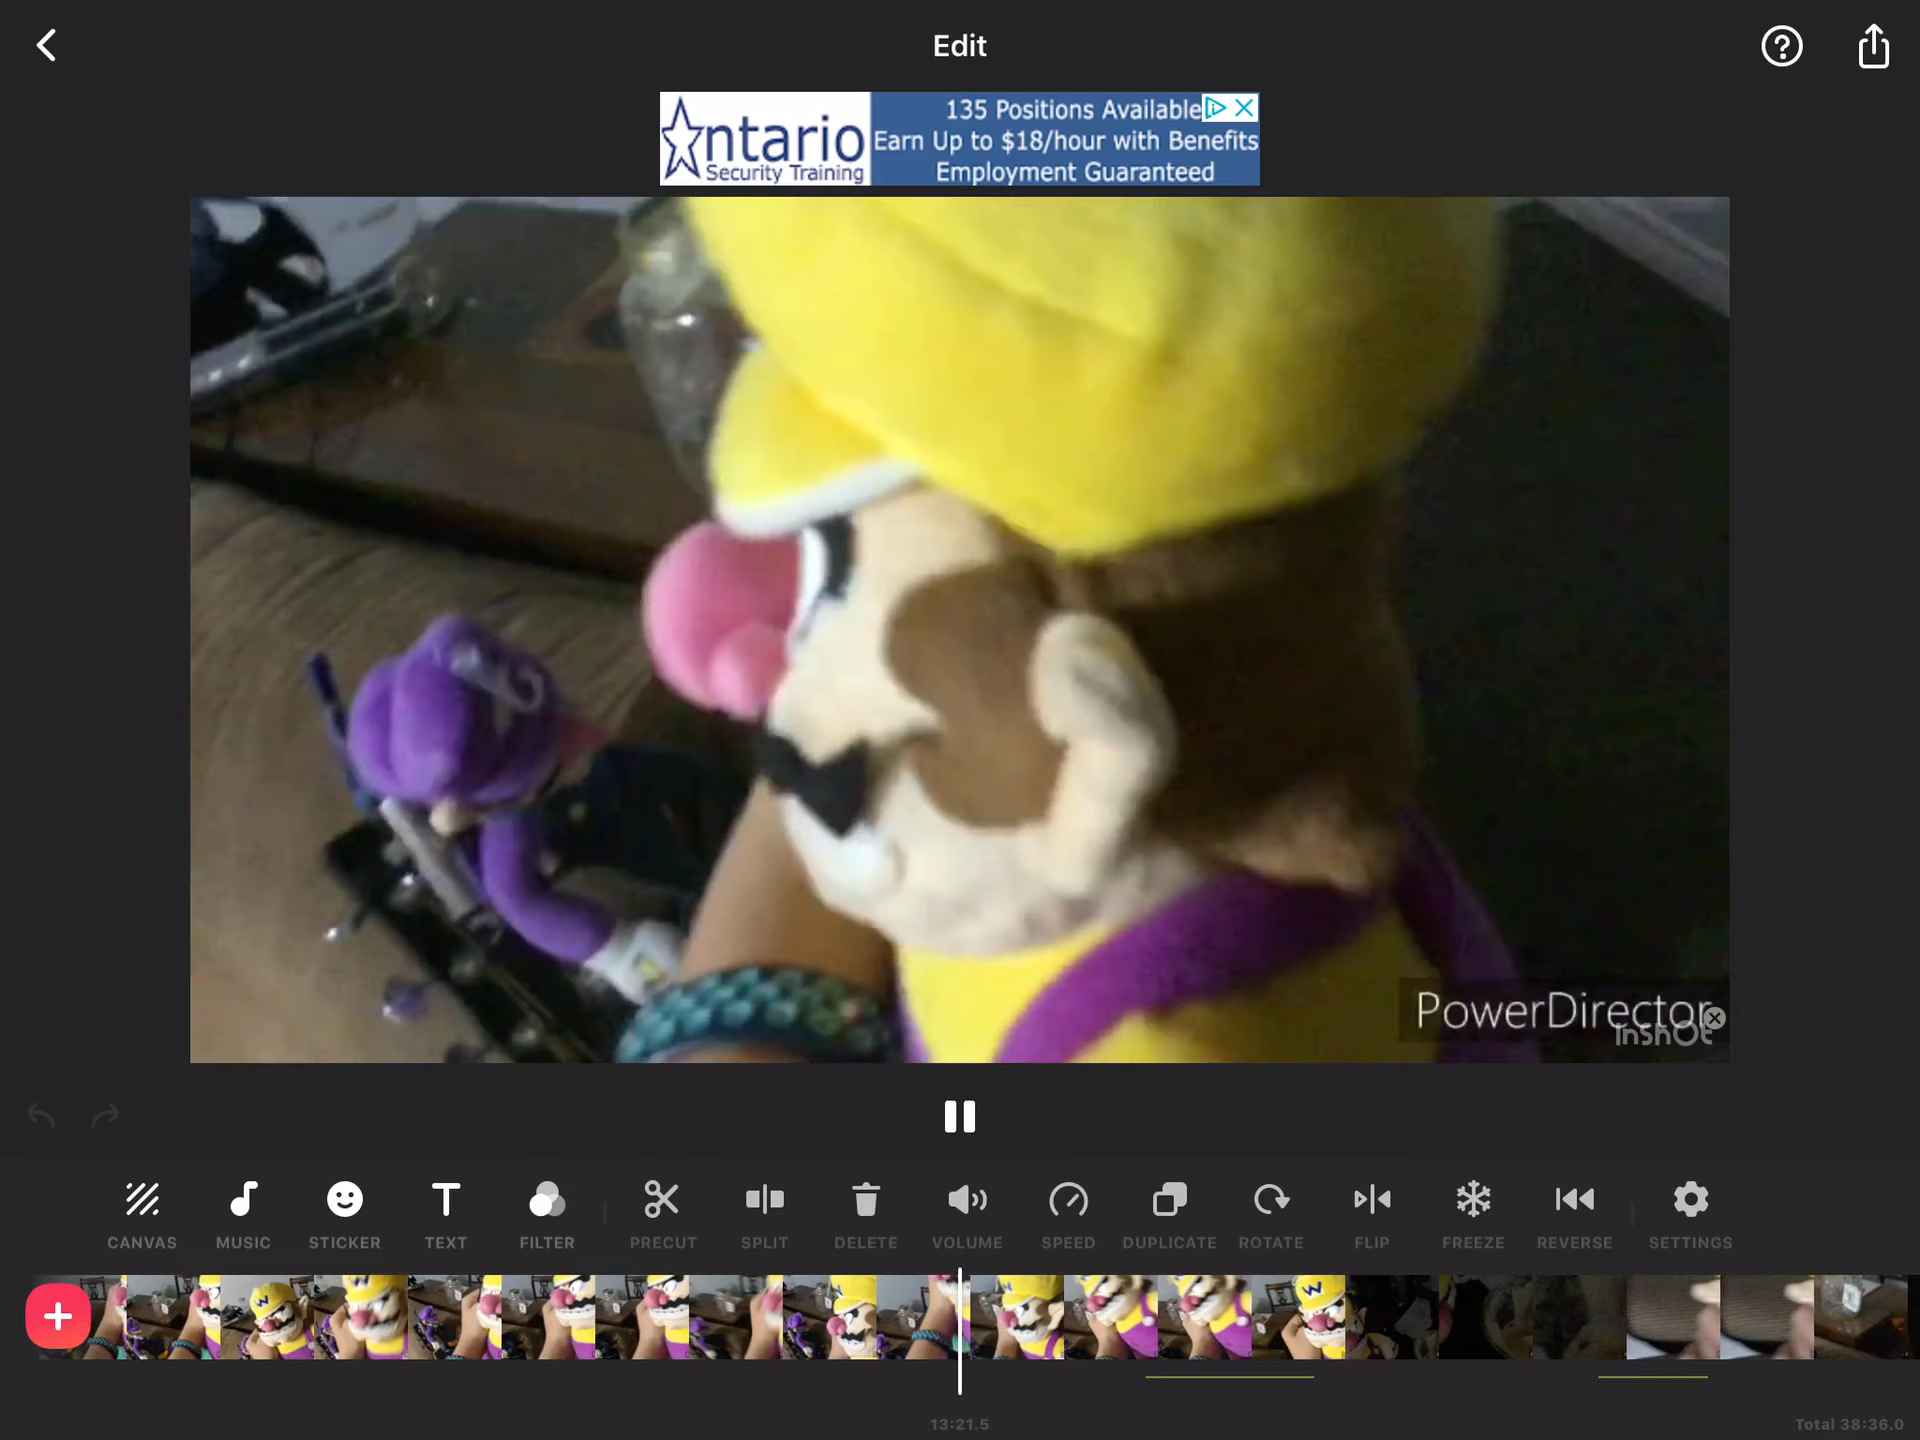 Edit
ntario
Security Training
135 Positions Available
Earn Up to $18/hour with Benefits
Employment Guaranteed
PowerDirector
InShOt
CANVAS
MUSIC
STICKER
TEXT
FILTER
PRECUT
SPLIT
DELETE
VOLUME
SPEED
DUPLICATE
ROTATE
FLIP
FREEZE
REVERSE
SETTINGS
13:21.5
Total 38:36.0